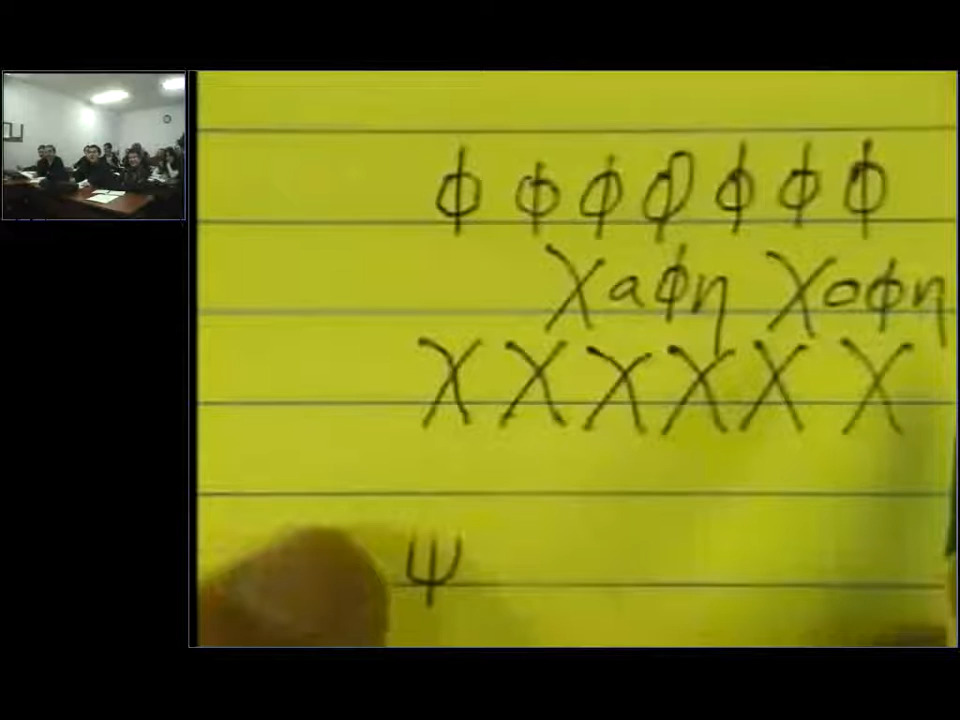 ϕ ϕ ϕ ϕ ϕ ϕ ϕ
χαϕη χοϕη
χ χ χ χ χ χ
ψ